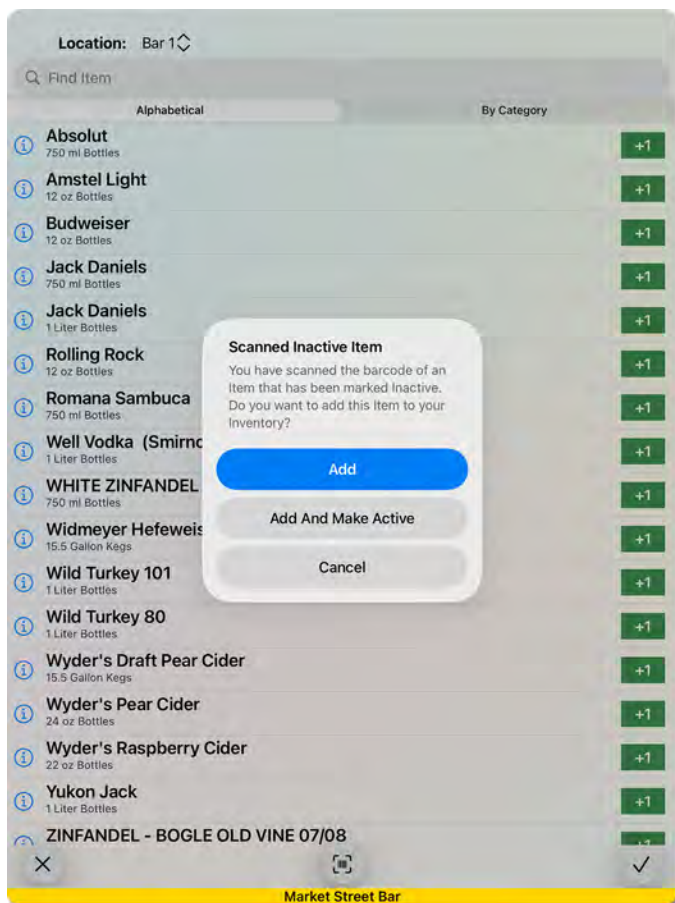 Location: Bar 1
Find Item
Alphabetical By Category
Absolut
750 ml Bottles
+1
Amstel Light
12 oz Bottles
+1
Budweiser
12 oz Bottles
+1
Jack Daniels
750 ml Bottles
+1
Jack Daniels
1 Liter Bottles
+1
Rolling Rock
12 oz Bottles
+1
Romana Sambuca
750 ml Bottles
+1
Well Vodka (Smirno
1 Liter Bottles
+1
WHITE ZINFANDEL
750 ml Bottles
+1
Widmeyer Hefeweis
15.5 Gallon Kegs
+1
Wild Turkey 101
1 Liter Bottles
+1
Wild Turkey 80
1 Liter Bottles
+1
Wyder's Draft Pear Cider
15.5 Gallon Kegs
+1
Wyder's Pear Cider
24 oz Bottles
+1
Wyder's Raspberry Cider
22 oz Bottles
+1
Yukon Jack
1 Liter Bottles
+1
ZINFANDEL - BOGLE OLD VINE 07/08
+1
Scanned Inactive Item
You have scanned the barcode of an
Item that has been marked Inactive.
Do you want to add this Item to your
Inventory?
Add
Add And Make Active
Cancel
Market Street Bar